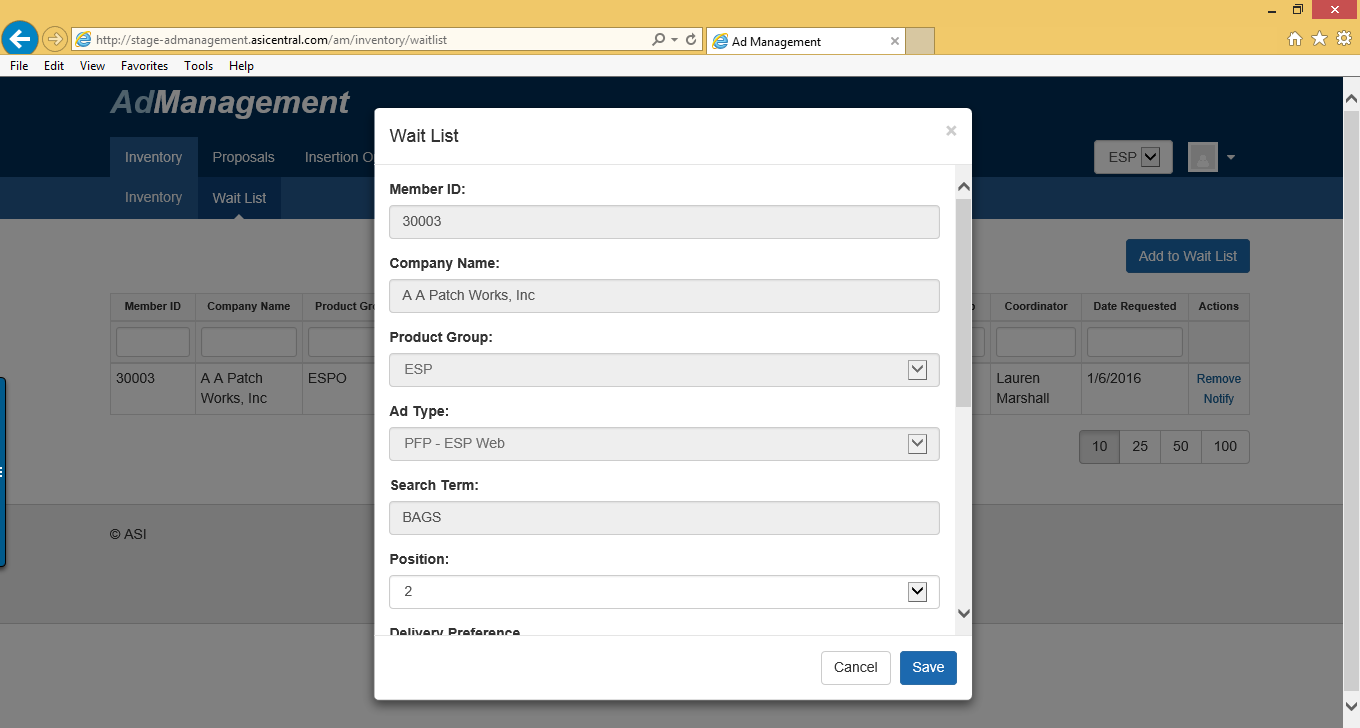 http://stage-admanagement.asicentral.com/am/inventory/waitlist
Ad Management
File Edit View Favorites Tools Help
AdManagement
Inventory Proposals Insertion O
ESP
Inventory Wait List
Add to Wait List
Member ID Company Name Product Gr Coordinator Date Requested Actions
30003 A A Patch Works, Inc ESPO Lauren Marshall 1/6/2016 Remove Notify
10 25 50 100
© ASI
Wait List
×
Member ID:
30003
Company Name:
A A Patch Works, Inc
Product Group:
ESP
Ad Type:
PFP - ESP Web
Search Term:
BAGS
Position:
2
Delivery Preference
Cancel Save